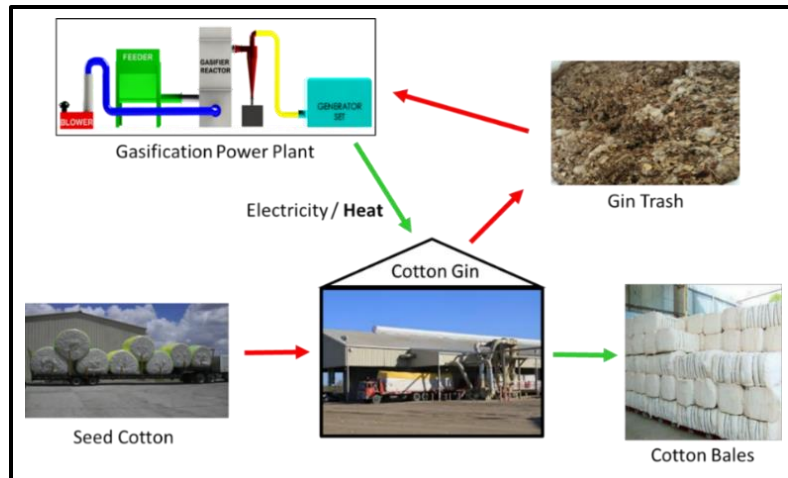 FEEDER
GASIFIER
REACTOR
BLOWER
GENERATOR
SET
Gasification Power Plant
Gin Trash
Electricity / Heat
Cotton Gin
Seed Cotton
Cotton Bales